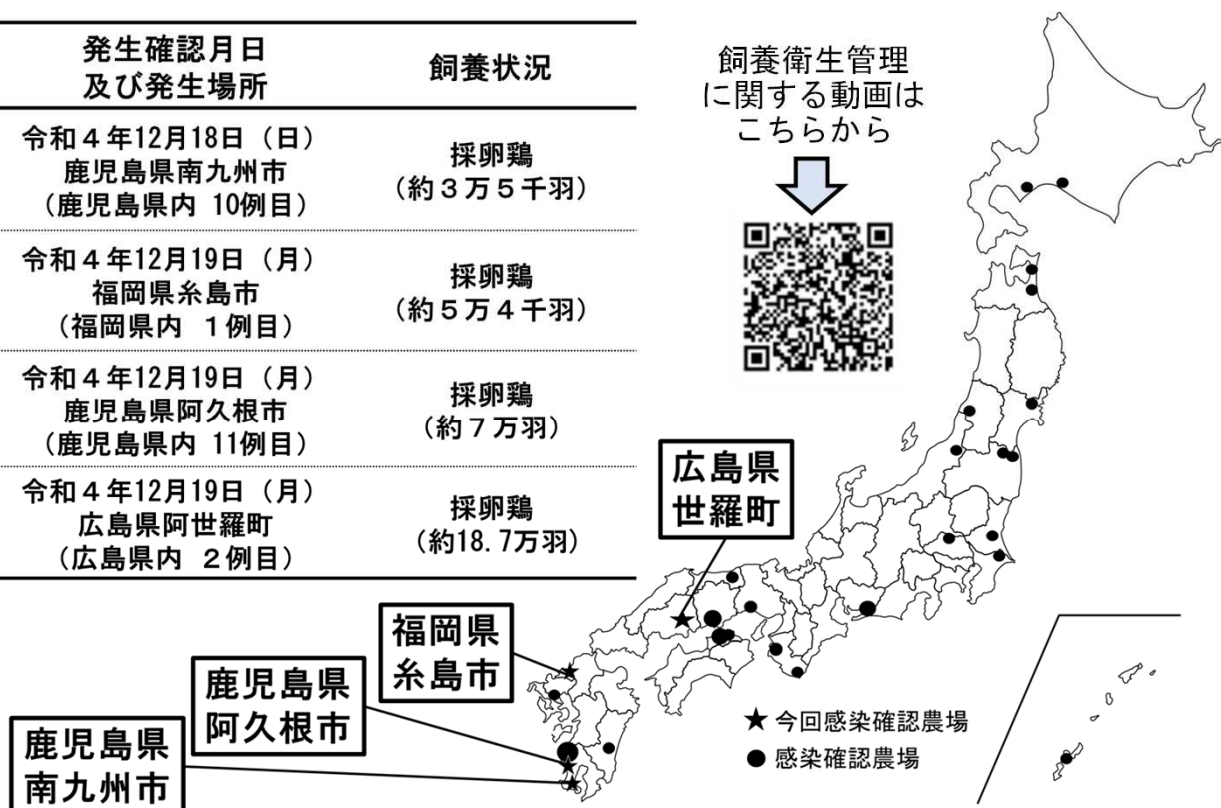 発生確認月日
及び発生場所
飼養状況
令和４年12月18日（日）
鹿児島県南九州市
（鹿児島県内 10例目）
採卵鶏
（約３万５千羽）
令和４年12月19日（月）
福岡県糸島市
（福岡県内 １例目）
採卵鶏
（約５万４千羽）
令和４年12月19日（月）
鹿児島県阿久根市
（鹿児島県内 11例目）
採卵鶏
（約７万羽）
令和４年12月19日（月）
広島県阿世羅町
（広島県内 ２例目）
採卵鶏
（約18.7万羽）
飼養衛生管理
に関する動画は
こちらから
広島県
世羅町
福岡県
糸島市
鹿児島県
阿久根市
鹿児島県
南九州市
★ 今回感染確認農場
● 感染確認農場